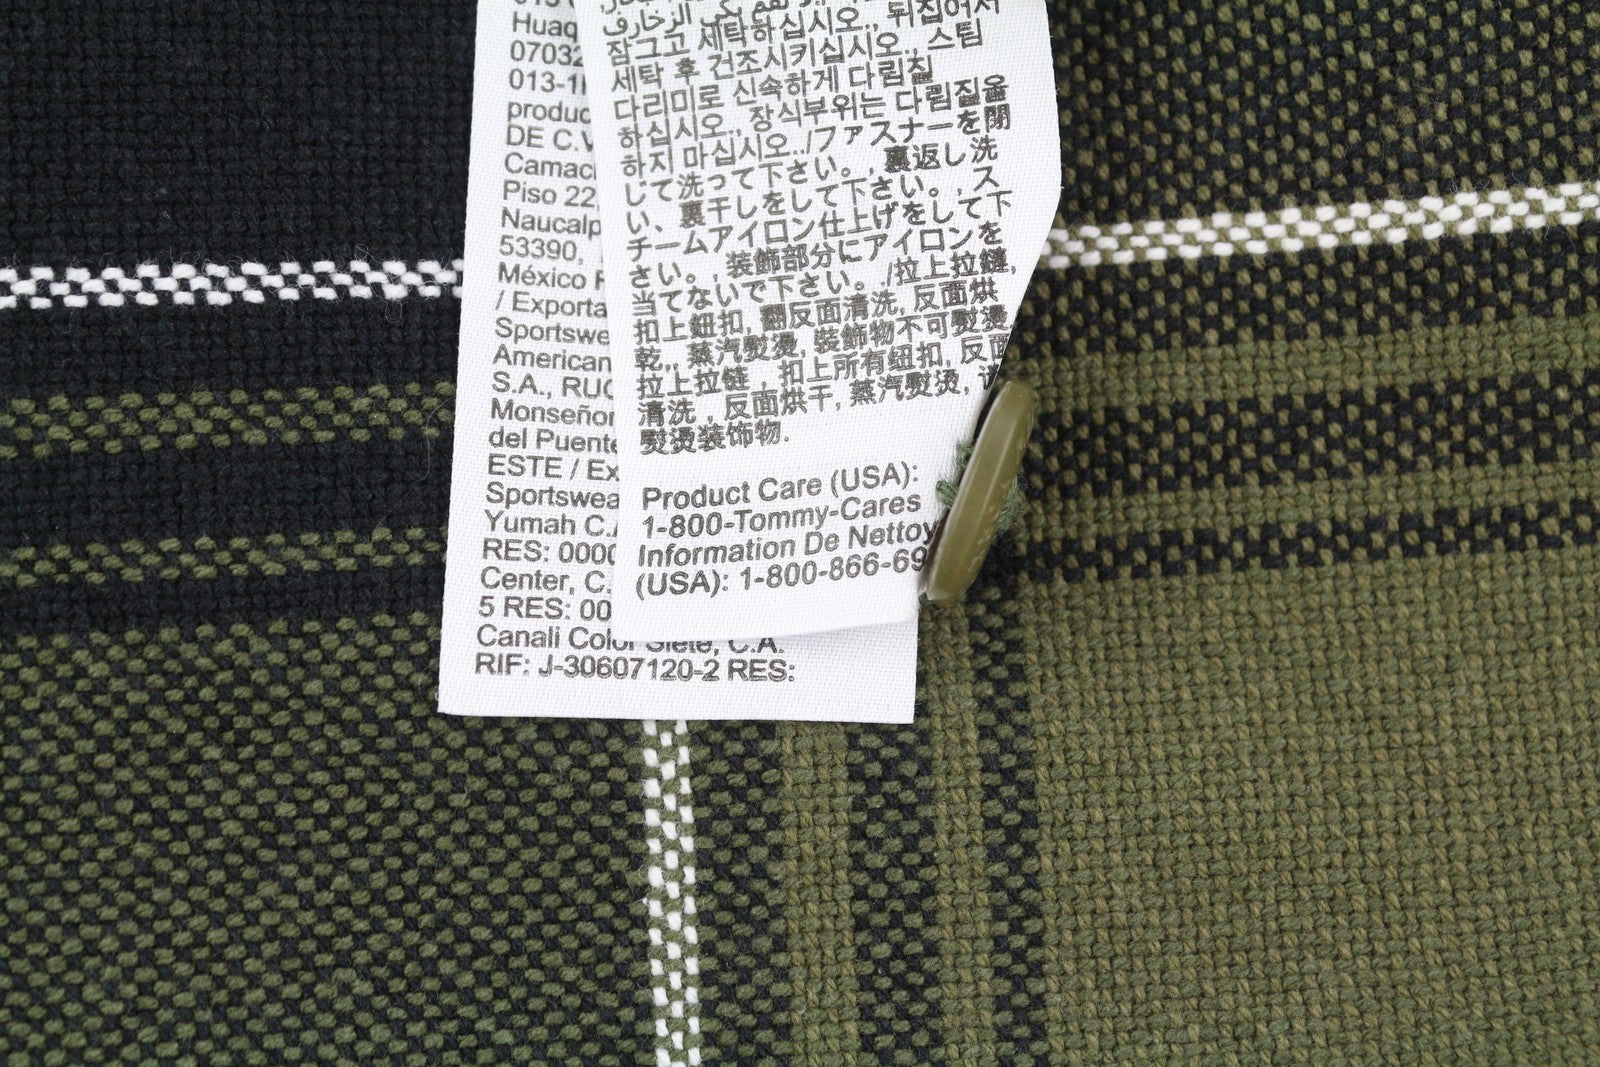 Huaq
07032
013-1
produc
DE C.V
Camac
Piso 22,
Naucalp
53390,
México
/ Exporta
Sportswe
American
S.A., RUC
Monseñor
del Puente
ESTE / Ex
Sportswea
Yumah C.A
RES: 0000
Center, C.
5 RES: 00
Canali Color Siete, C.A.
RIF: J-30607120-2 RES:
잠그고 세탁하십시오., 뒤집어서
세탁 후 건조시키십시오., 스팀
다리미로 신속하게 다림질
하십시오., 장식부위는 다림질을
하지 마십시오../ファスナーを閉
じて洗って下さい。, 裏返し洗
い、裏干しをして下さい。, ス
チームアイロン仕上げをして下
さい。, 装飾部分にアイロンを
当てないで下さい。/拉上拉鏈,
扣上鈕扣, 翻反面清洗, 反面烘
乾,, 蒸汽熨燙, 裝飾物不可熨燙.
拉上拉链 , 扣上所有纽扣, 反面
清洗 , 反面烘干, 蒸汽熨烫,
熨烫装饰物.
Product Care (USA):
1-800-Tommy-Cares
Information De Nettoy
(USA): 1-800-866-69